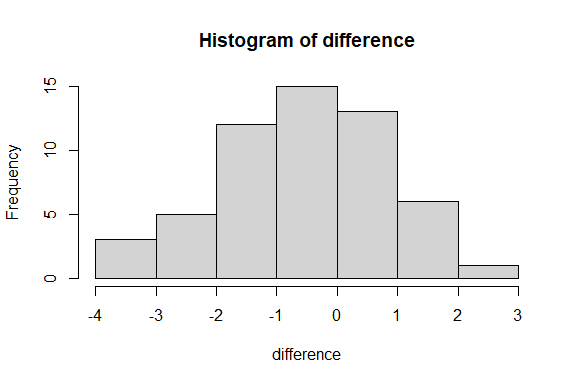 Histogram of difference
Frequency
15
10
5
0
-4 -3 -2 -1 0 1 2 3
difference